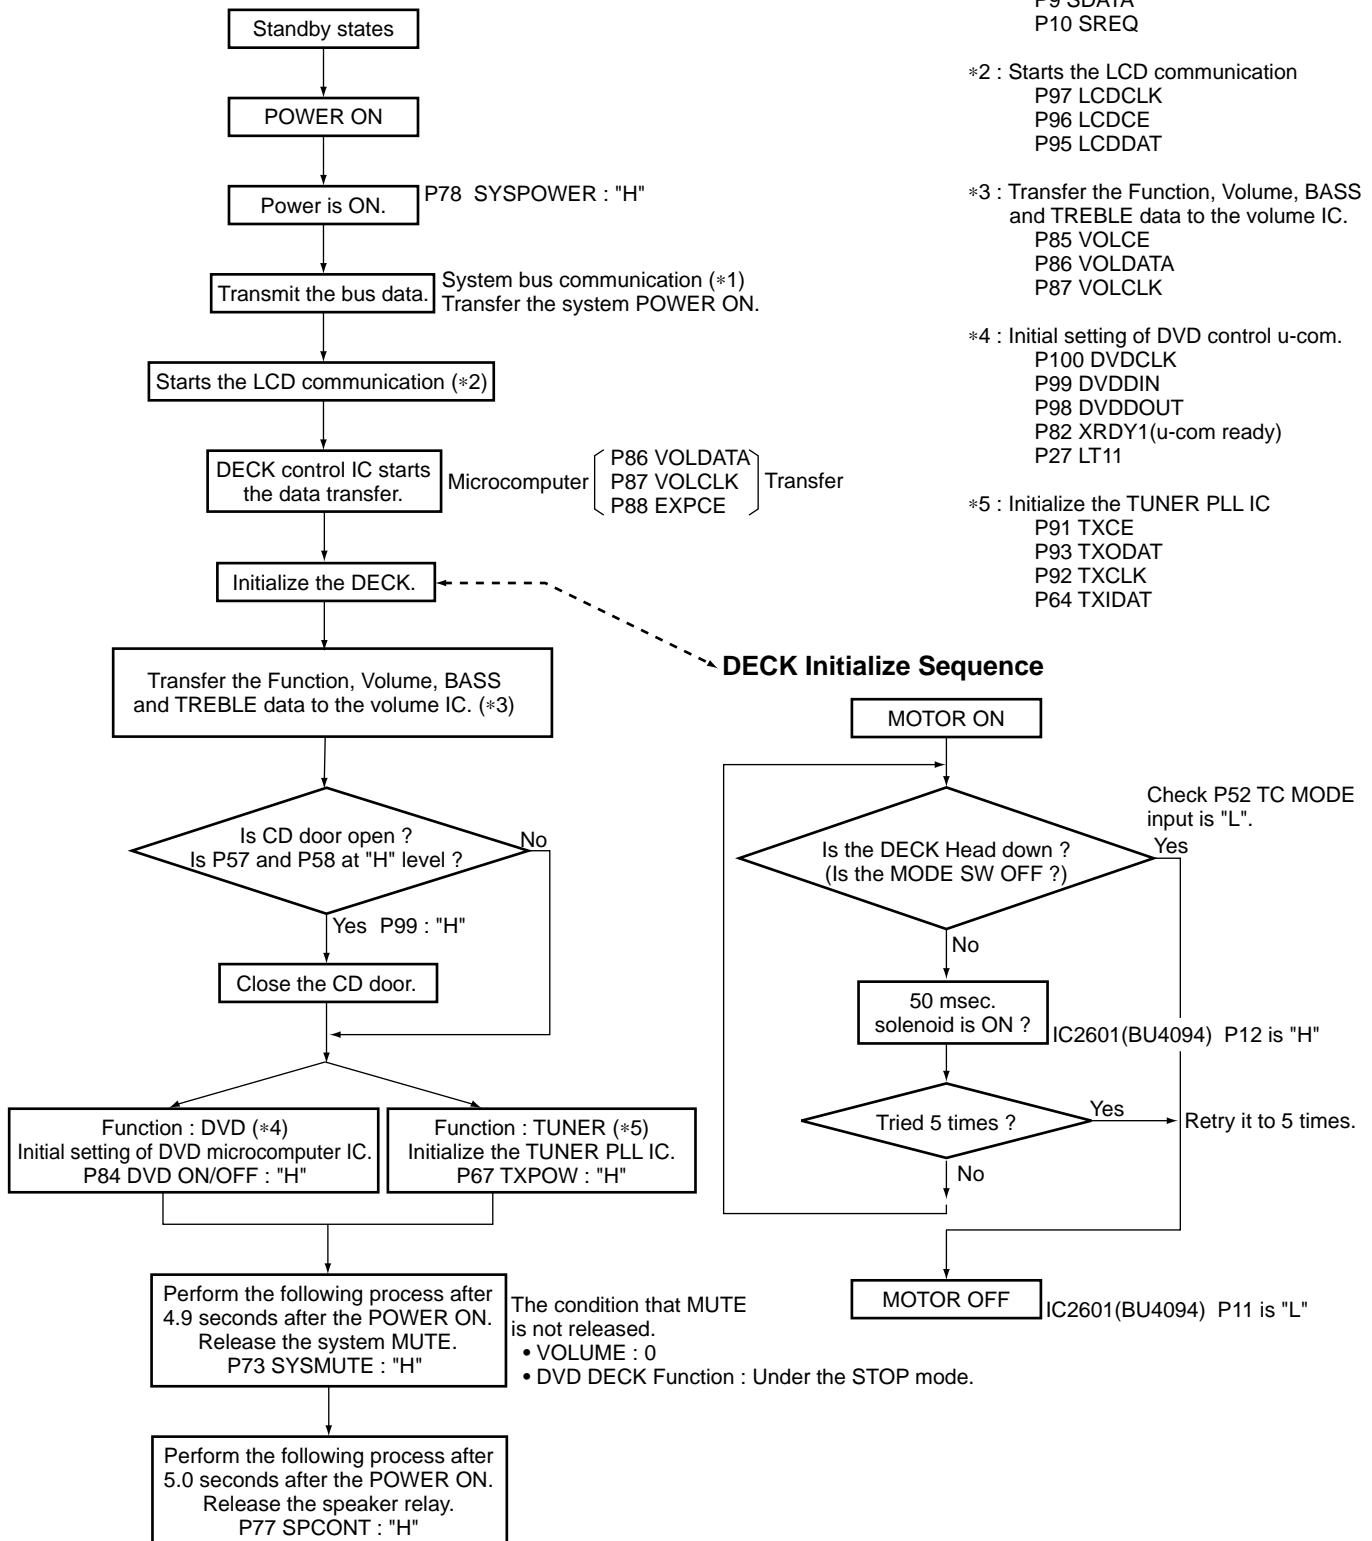 Standby states
POWER ON
Power is ON.
P78 SYSPOWER : "H"
Transmit the bus data.
System bus communication (*1)
Transfer the system POWER ON.
Starts the LCD communication (*2)
DECK control IC starts
the data transfer.
Microcomputer
P86 VOLDATA
P87 VOLCLK
P88 EXPCE
Transfer
Initialize the DECK.
Transfer the Function, Volume, BASS
and TREBLE data to the volume IC. (*3)
Is CD door open ?
Is P57 and P58 at "H" level ?
No
Yes P99 : "H"
Close the CD door.
Function : DVD (*4)
Initial setting of DVD microcomputer IC.
P84 DVD ON/OFF : "H"
Function : TUNER (*5)
Initialize the TUNER PLL IC.
P67 TXPOW : "H"
Perform the following process after
4.9 seconds after the POWER ON.
Release the system MUTE.
P73 SYSMUTE : "H"
The condition that MUTE
is not released.
• VOLUME : 0
• DVD DECK Function : Under the STOP mode.
Perform the following process after
5.0 seconds after the POWER ON.
Release the speaker relay.
P77 SPCONT : "H"
P9 SDATA
P10 SREQ
*2 : Starts the LCD communication
P97 LCDCLK
P96 LCDCE
P95 LCDDAT
*3 : Transfer the Function, Volume, BASS
and TREBLE data to the volume IC.
P85 VOLCE
P86 VOLDATA
P87 VOLCLK
*4 : Initial setting of DVD control u-com.
P100 DVDCLK
P99 DVDDIN
P98 DVDDOUT
P82 XRDY1(u-com ready)
P27 LT11
*5 : Initialize the TUNER PLL IC
P91 TXCE
P93 TXODAT
P92 TXCLK
P64 TXIDAT
DECK Initialize Sequence
MOTOR ON
Check P52 TC MODE
input is "L".
Is the DECK Head down ?
(Is the MODE SW OFF ?)
Yes
No
50 msec.
solenoid is ON ?
IC2601(BU4094) P12 is "H"
Tried 5 times ?
Yes
Retry it to 5 times.
No
MOTOR OFF
IC2601(BU4094) P11 is "L"